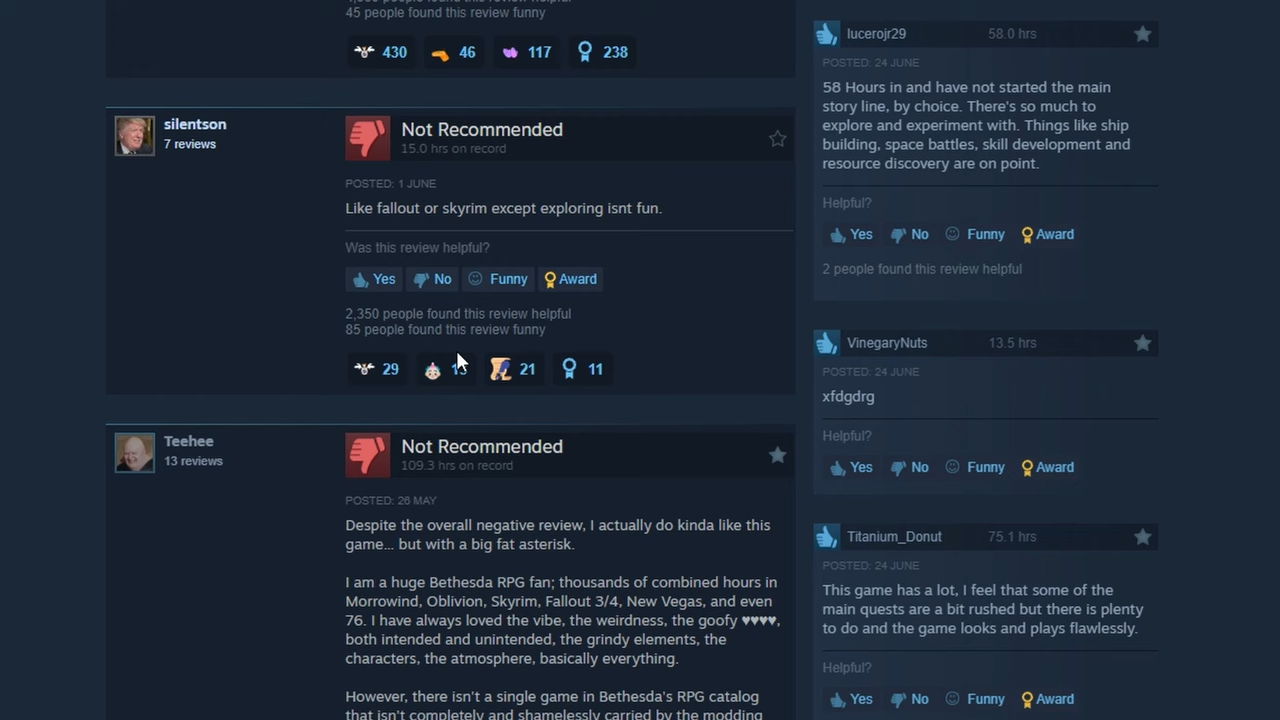 45 people found this review funny
430
46
117
238
silentson
7 reviews
Not Recommended
15.0 hrs on record
POSTED: 1 JUNE
Like fallout or skyrim except exploring isnt fun.
Was this review helpful?
Yes
No
Funny
Award
2,350 people found this review helpful
85 people found this review funny
29
21
11
Teehee
13 reviews
Not Recommended
109.3 hrs on record
POSTED: 26 MAY
Despite the overall negative review, I actually do kinda like this
game... but with a big fat asterisk.
I am a huge Bethesda RPG fan; thousands of combined hours in
Morrowind, Oblivion, Skyrim, Fallout 3/4, New Vegas, and even
76. I have always loved the vibe, the weirdness, the goofy ♥♥♥♥,
both intended and unintended, the grindy elements, the
characters, the atmosphere, basically everything.
However, there isn't a single game in Bethesda's RPG catalog
that isn't completely and shamelessly carried by the modding
lucerojr29
58.0 hrs
POSTED: 24 JUNE
58 Hours in and have not started the main
story line, by choice. There's so much to
explore and experiment with. Things like ship
building, space battles, skill development and
resource discovery are on point.
Helpful?
Yes
No
Funny
Award
2 people found this review helpful
VinegaryNuts
13.5 hrs
POSTED: 24 JUNE
xfdgdrg
Helpful?
Yes
No
Funny
Award
Titanium_Donut
75.1 hrs
POSTED: 24 JUNE
This game has a lot, I feel that some of the
main quests are a bit rushed but there is plenty
to do and the game looks and plays flawlessly.
Helpful?
Yes
No
Funny
Award